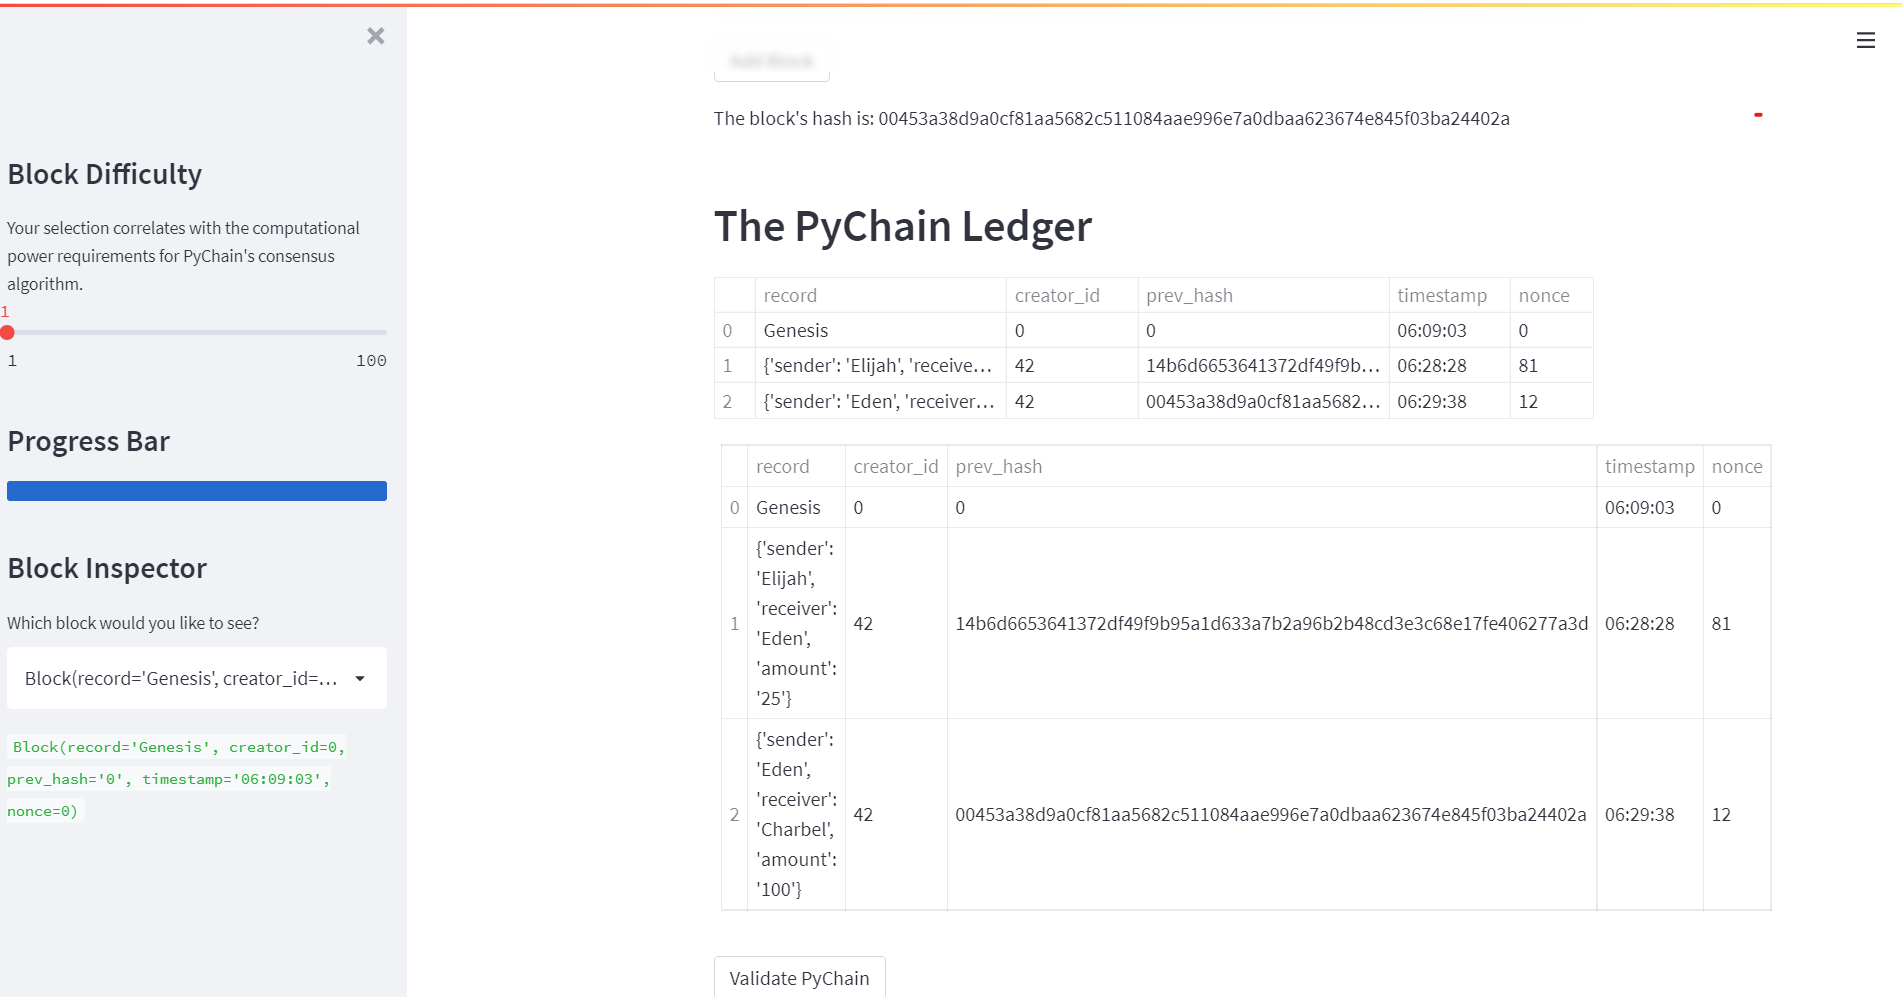 Block Difficulty
Your selection correlates with the computational
power requirements for PyChain's consensus
algorithm.
1
1 100
Progress Bar
Block Inspector
Which block would you like to see?
Block(record='Genesis', creator_id=...
Block(record='Genesis', creator_id=0,
prev_hash='0', timestamp='06:09:03',
nonce=0)
Add Block
The block's hash is: 00453a38d9a0cf81aa5682c511084aae996e7a0dbaa623674e845f03ba24402a
The PyChain Ledger
record creator_id prev_hash timestamp nonce
0 Genesis 0 0 06:09:03 0
1 {'sender': 'Elijah', 'receive... 42 14b6d6653641372df49f9b... 06:28:28 81
2 {'sender': 'Eden', 'receiver... 42 00453a38d9a0cf81aa5682... 06:29:38 12
record creator_id prev_hash timestamp nonce
0 Genesis 0 0 06:09:03 0
{'sender':
'Elijah',
'receiver':
1 42 14b6d6653641372df49f9b95a1d633a7b2a96b2b48cd3e3c68e17fe406277a3d 06:28:28 81
'Eden',
'amount':
'25'}
{'sender':
'Eden',
'receiver':
2 42 00453a38d9a0cf81aa5682c511084aae996e7a0dbaa623674e845f03ba24402a 06:29:38 12
'Charbel',
'amount':
'100'}
Validate PyChain